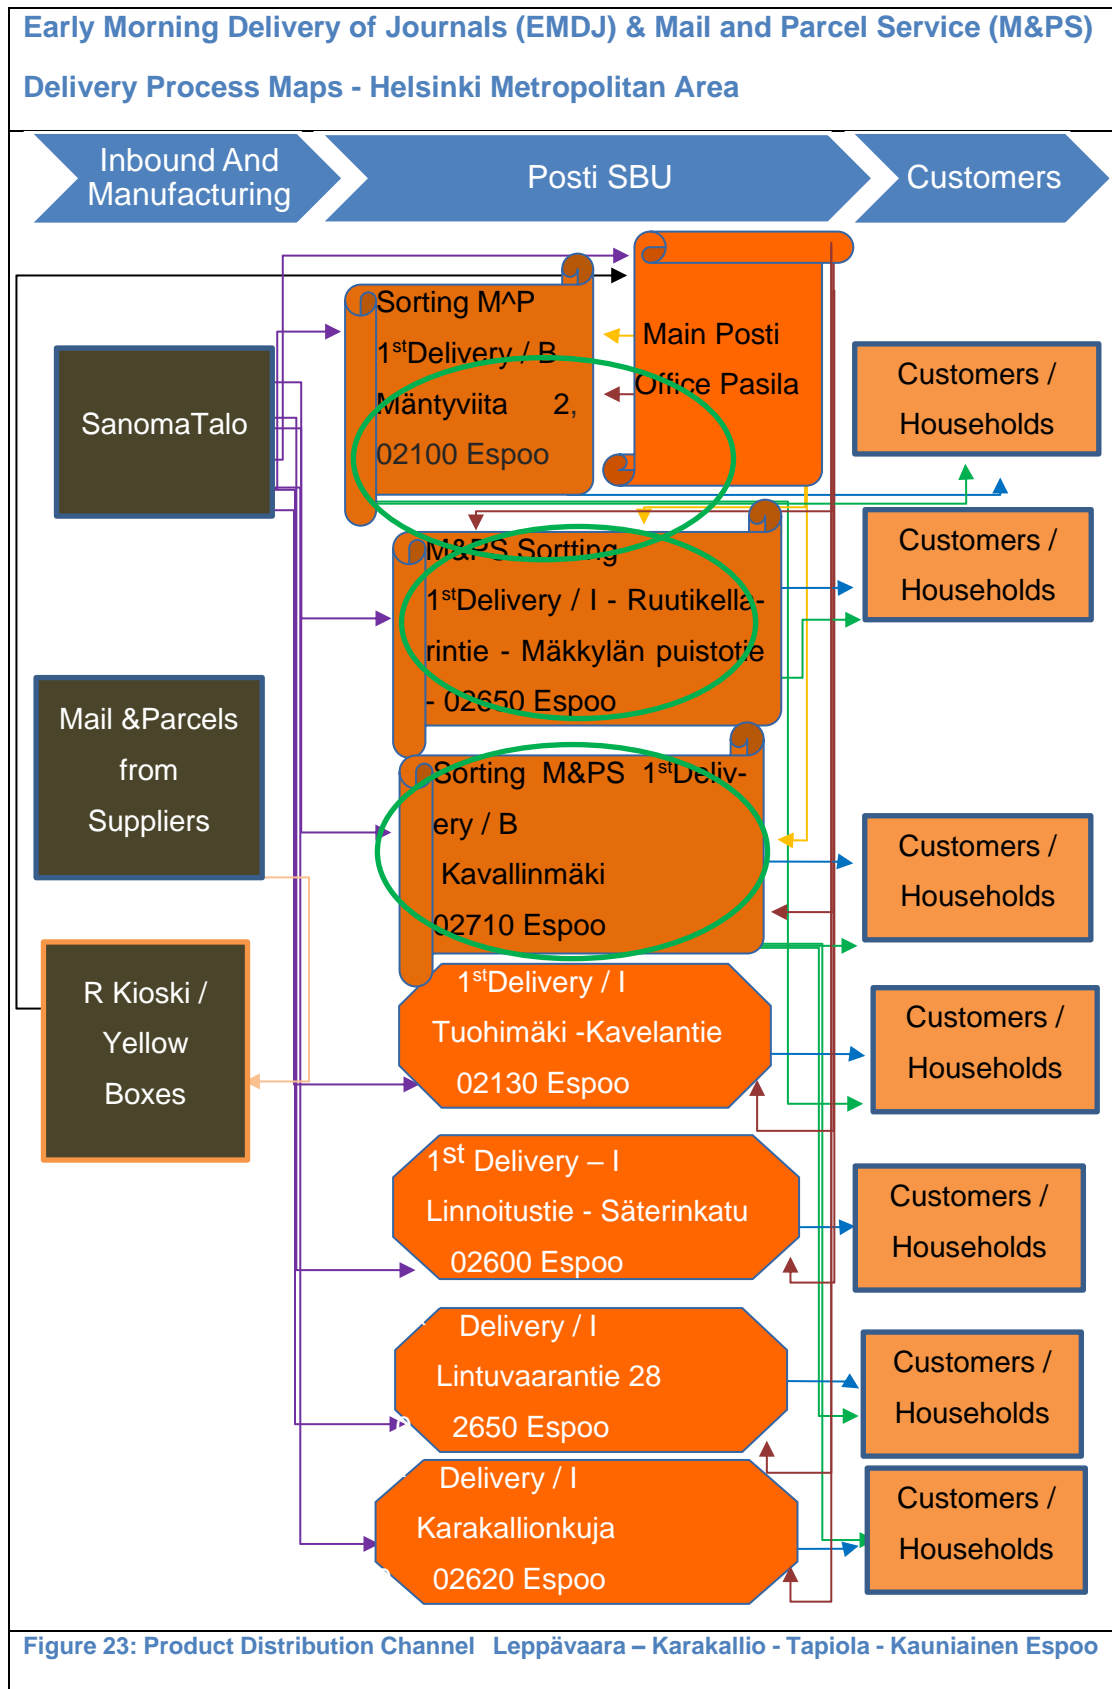 Early Morning Delivery of Journals (EMDJ) & Mail and Parcel Service (M&PS)
Delivery Process Maps - Helsinki Metropolitan Area
Inbound And
Manufacturing
Posti SBU
Customers
Sorting M^P
1stDelivery / B
Mäntyviita 2,
02100 Espoo
Main Posti
Office Pasila
SanomaTalo
Customers /
Households
M&PS Sortting
1stDelivery / I - Ruutikella-
rintie - Mäkkylän puistotie
- 02650 Espoo
Customers /
Households
Mail &Parcels
from
Suppliers
Sorting M&PS 1stDeliv-
ery / B
Kavallinmäki
02710 Espoo
Customers /
Households
R Kioski /
Yellow
Boxes
1stDelivery / I
Tuohimäki -Kavelantie
02130 Espoo
Customers /
Households
1st Delivery – I
Linnoitustie - Säterinkatu
02600 Espoo
Customers /
Households
Delivery / I
Lintuvaarantie 28
2650 Espoo
Customers /
Households
Delivery / I
Karakallionkuja
02620 Espoo
Customers /
Households
Figure 23: Product Distribution Channel Leppävaara – Karakallio - Tapiola - Kauniainen Espoo